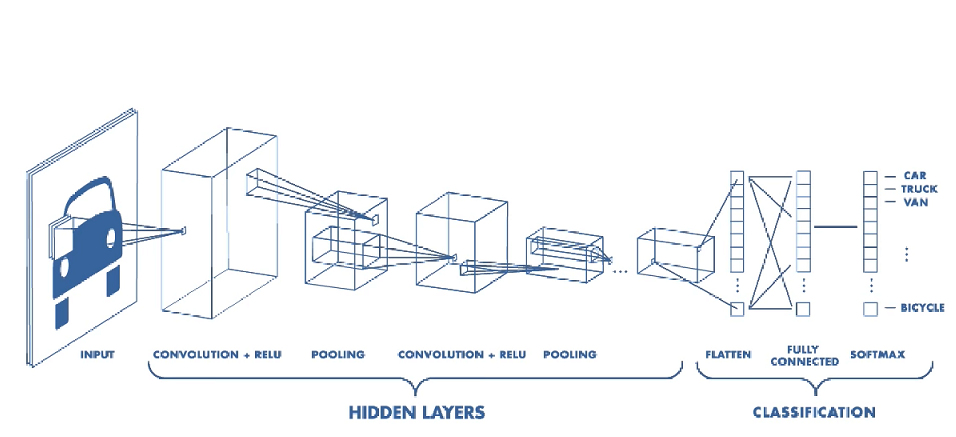 CAR
TRUCK
VAN
BICYCLE
INPUT
CONVOLUTION + RELU
POOLING
CONVOLUTION + RELU
POOLING
FLATTEN
FULLY
CONNECTED
SOFTMAX
HIDDEN LAYERS
CLASSIFICATION